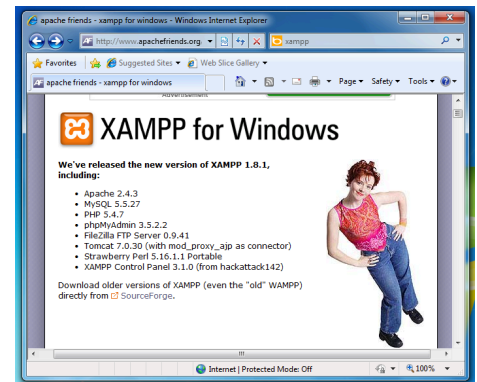 apache friends - xampp for windows - Windows Internet Explorer
http://www.apachefriends.org
xampp
Favorites
Suggested Sites
Web Slice Gallery
apache friends - xampp for windows
Page
Safety
Tools
Advertisement
XAMPP for Windows
We've released the new version of XAMPP 1.8.1,
including:
• Apache 2.4.3
• MySQL 5.5.27
• PHP 5.4.7
• phpMyAdmin 3.5.2.2
• FileZilla FTP Server 0.9.41
• Tomcat 7.0.30 (with mod_proxy_ajp as connector)
• Strawberry Perl 5.16.1.1 Portable
• XAMPP Control Panel 3.1.0 (from hackattack142)
Download older versions of XAMPP (even the "old" WAMPP)
directly from SourceForge.
Internet | Protected Mode: Off
100%